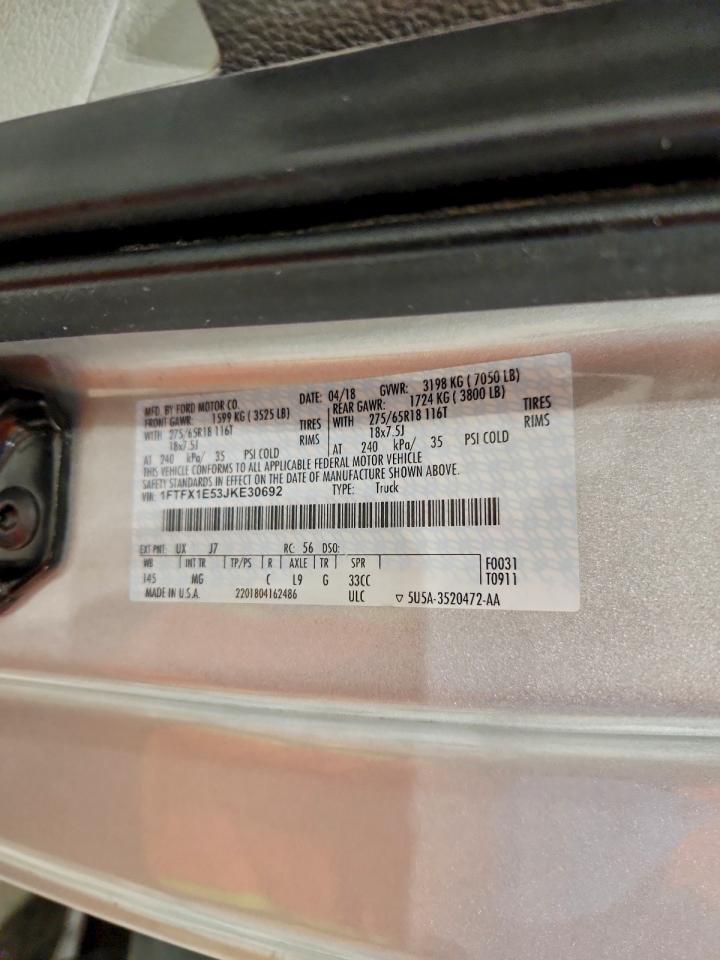 MFD. BY FORD MOTOR CO. DATE: 04/18 GVWR: 3198 KG ( 7050 LB)
FRONT GAWR: 1599 KG ( 3525 LB) REAR GAWR: 1724 KG ( 3800 LB)
WITH 275/65R18 116T TIRES WITH 275/65R18 116T TIRES
18x7.5J RIMS 18x7.5J RIMS
AT 240 kPa/ 35 PSI COLD AT 240 kPa/ 35 PSI COLD
THIS VEHICLE CONFORMS TO ALL APPLICABLE FEDERAL MOTOR VEHICLE
SAFETY STANDARDS IN EFFECT ON THE DATE OF MANUFACTURE SHOWN ABOVE.
VIN: 1FTFX1E53JKE30692 TYPE: Truck
EXT PNT: UX J7 RC: 56 DSO:
WB INT TR TP/PS R AXLE TR SPR F0031
145 MG C L9 G 33CC T0911
MADE IN U.S.A. 2201804162486 ULC ▽ 5U5A-3520472-AA